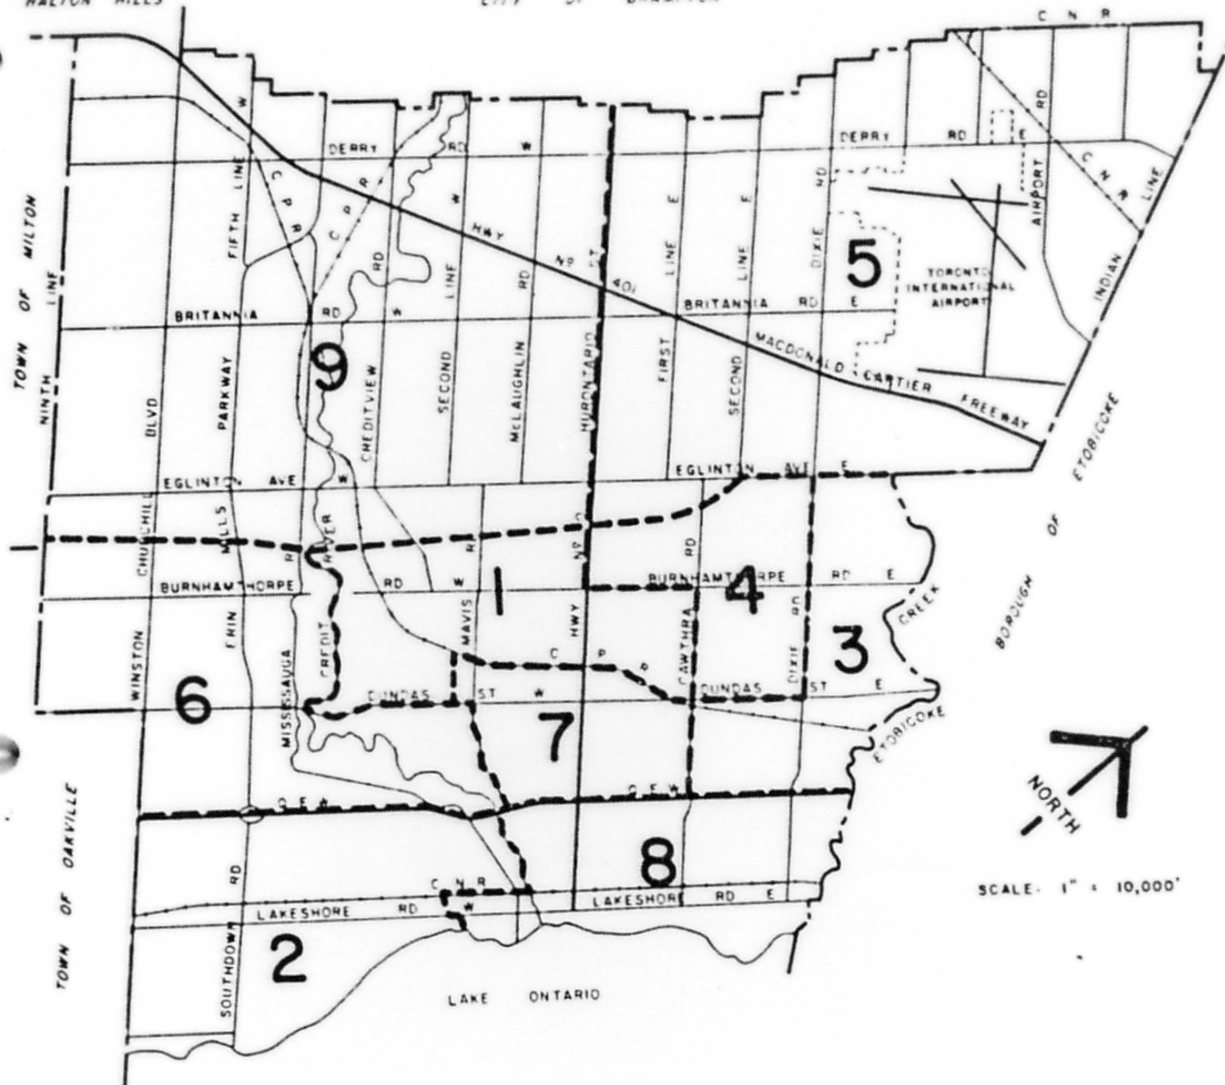 HALTON HILLS
CITY OF BRAMPTON
C N R
TOWN OF MILTON
NINTH LINE
FIFTH LINE W
DERRY RD W
DERRY RD E
C P R
C P R
C N R
RD
AIRPORT
INDIAN LINE
HWY Nº 401
5
TORONTO
INTERNATIONAL
AIRPORT
BRITANNIA RD W
BRITANNIA RD E
MACDONALD CARTIER FREEWAY
9
BLVD
PARKWAY
CREDITVIEW RD
SECOND LINE W
McLAUGHLIN RD
HURONTARIO ST
FIRST LINE E
SECOND LINE E
DIXIE RD
EGLINTON AVE W
EGLINTON AVE E
BOROUGH OF ETOBICOKE
CHURCHILL
MILLS
RIVER
RD
HWY Nº 10
RD
BURNHAMTHORPE RD W
1
BURNHAMTHORPE RD E
4
CREEK
WINSTON
ERIN
MISSISSAUGA
CREDIT
MAVIS
C P R
CAWTHRA
DIXIE RD
3
6
DUNDAS ST W
DUNDAS ST E
7
ETOBICOKE
NORTH
Q E W
Q E W
8
SCALE: 1" = 10,000'
TOWN OF OAKVILLE
RD
C N R
LAKESHORE RD W
LAKESHORE RD E
SOUTHDOWN
2
LAKE ONTARIO